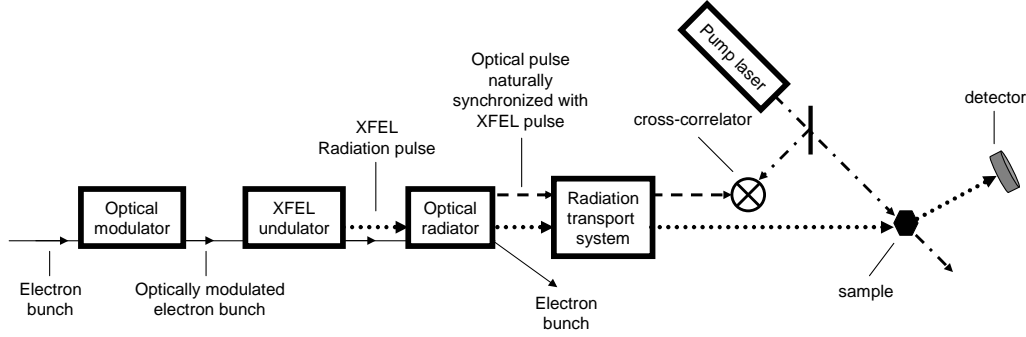 Optical pulse
naturally
synchronized with
XFEL pulse
Pump laser
detector
cross-correlator
XFEL
Radiation pulse
Optical
modulator
XFEL
undulator
Optical
radiator
Radiation
transport
system
Electron
bunch
Optically modulated
electron bunch
Electron
bunch
sample